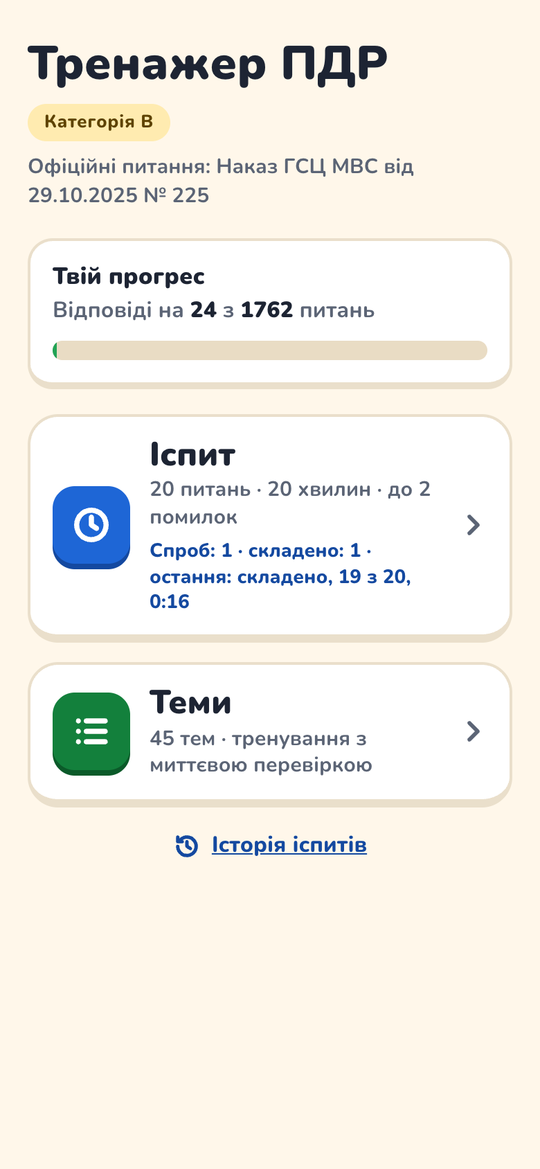 Тренажер ПДР
Категорія B
Офіційні питання: Наказ ГСЦ МВС від
29.10.2025 № 225
Твій прогрес
Відповіді на 24 з 1762 питань
Іспит
20 питань · 20 хвилин · до 2
помилок
Спроб: 1 · складено: 1 ·
остання: складено, 19 з 20,
0:16
Теми
45 тем · тренування з
миттєвою перевіркою
Історія іспитів